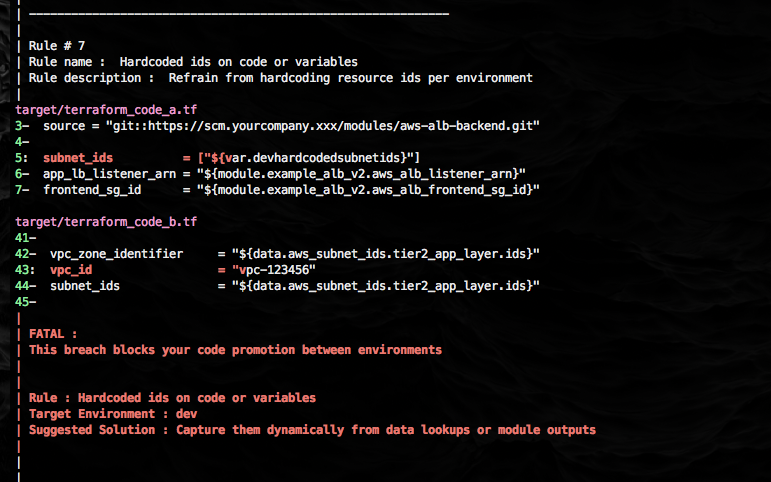 | ────────────────────────────────────────────────────────────
|
| Rule # 7
| Rule name :  Hardcoded ids on code or variables
| Rule description :  Refrain from hardcoding resource ids per environment
|
target/terraform_code_a.tf
3-  source = "git::https://scm.yourcompany.xxx/modules/aws-alb-backend.git"
4-
5:  subnet_ids          = ["${var.devhardcodedsubnetids}"]
6-  app_lb_listener_arn = "${module.example_alb_v2.aws_alb_listener_arn}"
7-  frontend_sg_id      = "${module.example_alb_v2.aws_alb_frontend_sg_id}"

target/terraform_code_b.tf
41-
42-  vpc_zone_identifier     = "${data.aws_subnet_ids.tier2_app_layer.ids}"
43:  vpc_id                  = "vpc-123456"
44-  subnet_ids              = "${data.aws_subnet_ids.tier2_app_layer.ids}"
45-
|
| FATAL :
| This breach blocks your code promotion between environments
|
|
| Rule : Hardcoded ids on code or variables
| Target Environment : dev
| Suggested Solution : Capture them dynamically from data lookups or module outputs
|
|
|